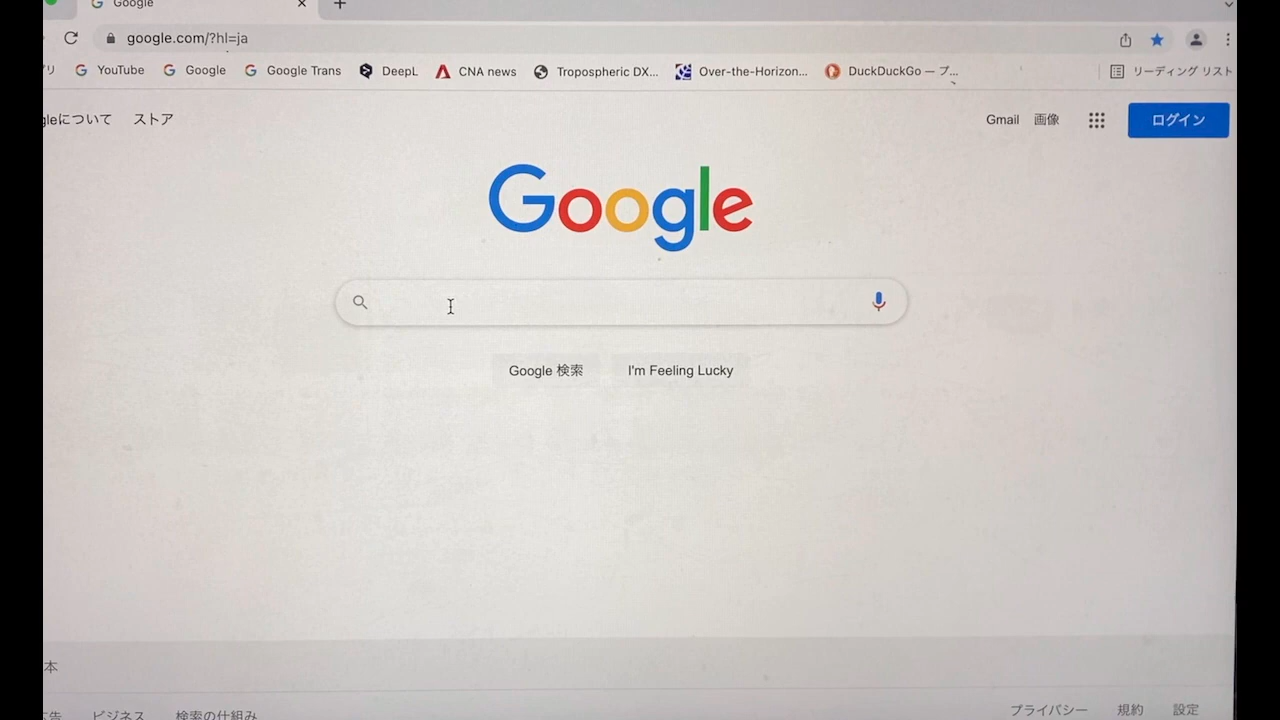 Google
google.com/?hl=ja
YouTube Google Google Trans DeepL CNA news Tropospheric DX... Over-the-Horizon... DuckDuckGo — プ... リーディング リスト
gleについて ストア Gmail 画像 ログイン
Google
Google 検索 I'm Feeling Lucky
本
広告 ビジネス 検索の仕組み プライバシー 規約 設定